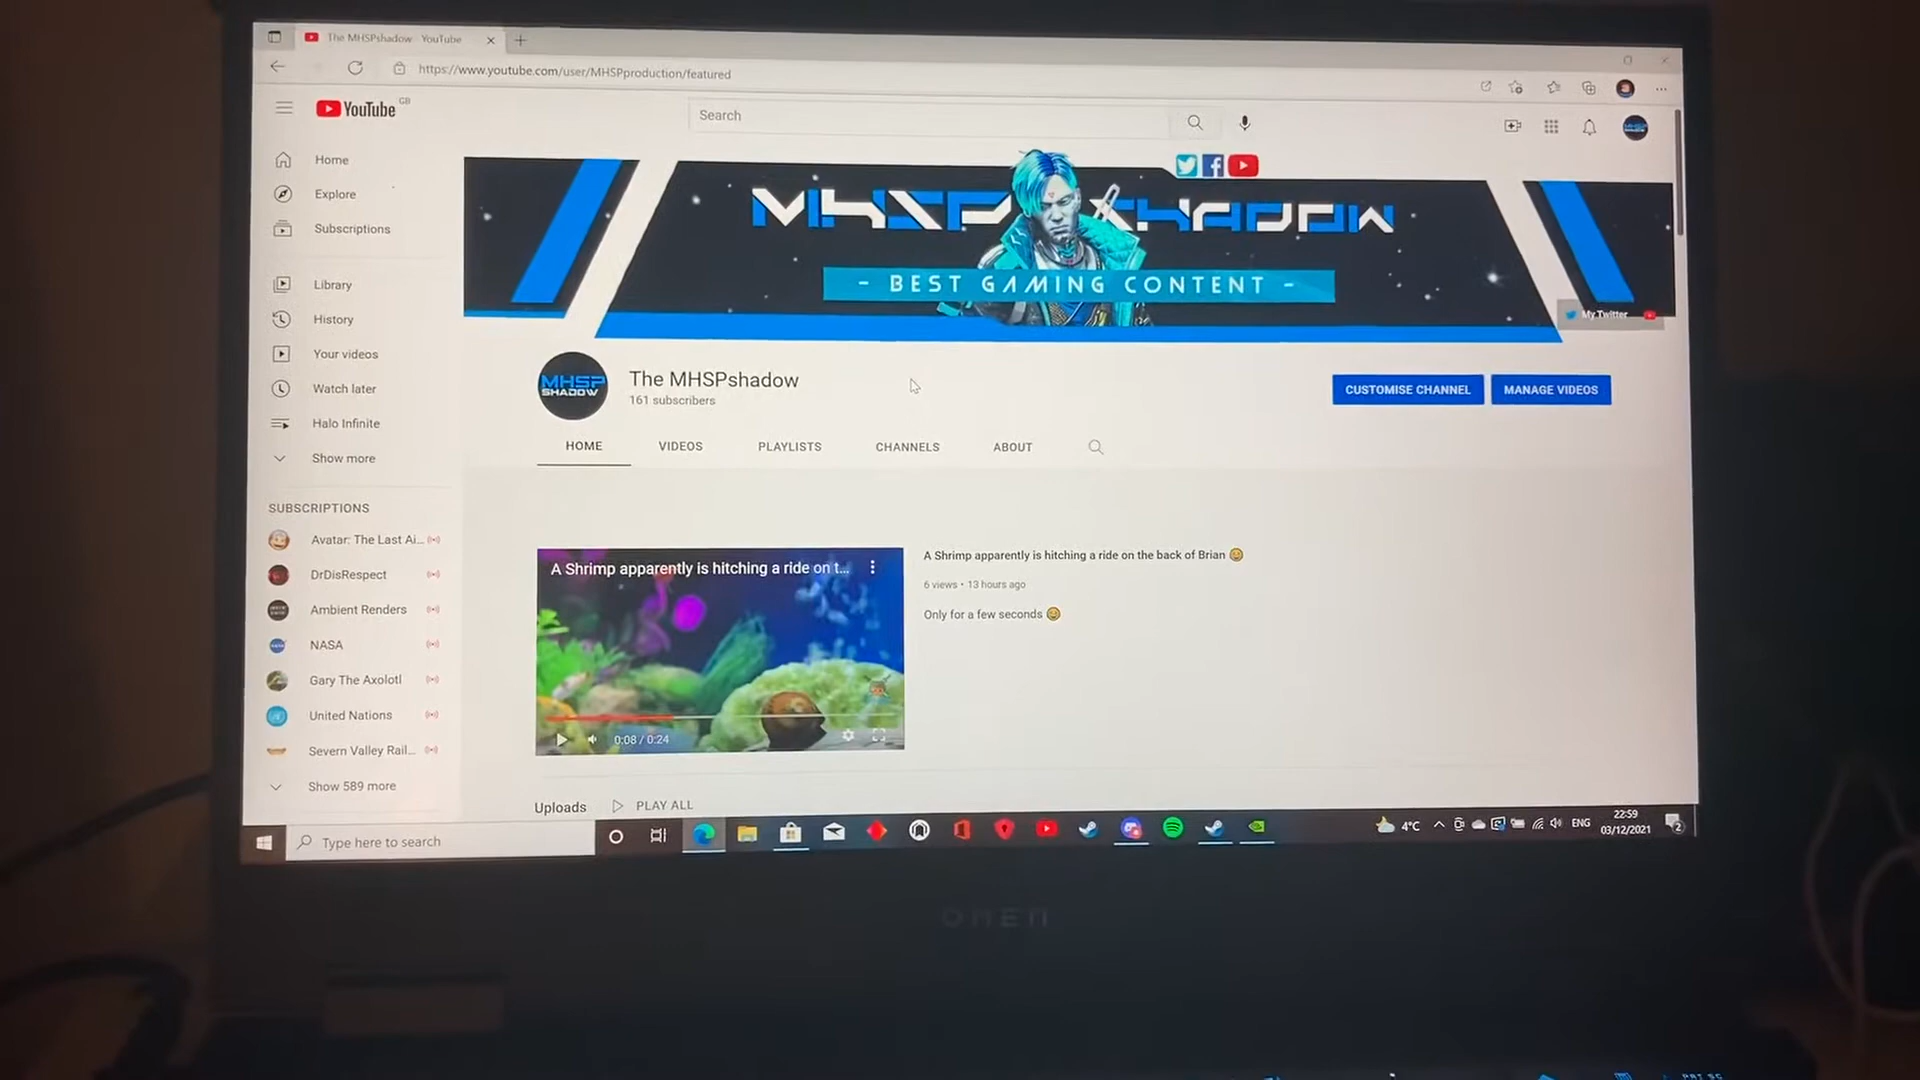 The MHSPshadow - YouTube
https://www.youtube.com/user/MHSPproduction/featured
YouTube GB
Search
Home
Explore
Subscriptions
Library
History
Your videos
Watch later
Halo Infinite
Show more
SUBSCRIPTIONS
Avatar: The Last Ai...
DrDisRespect
Ambient Renders
NASA
Gary The Axolotl
United Nations
Severn Valley Rail...
Show 589 more
MHSP SHADOW
- BEST GAMING CONTENT -
My Twitter
MHSP
SHADOW
The MHSPshadow
161 subscribers
CUSTOMISE CHANNEL
MANAGE VIDEOS
HOME
VIDEOS
PLAYLISTS
CHANNELS
ABOUT
A Shrimp apparently is hitching a ride on t...
0:08 / 0:24
A Shrimp apparently is hitching a ride on the back of Brian 😄
6 views • 13 hours ago
Only for a few seconds 😄
Uploads
PLAY ALL
Type here to search
4°C
ENG
22:59
03/12/2021
2
OMEN